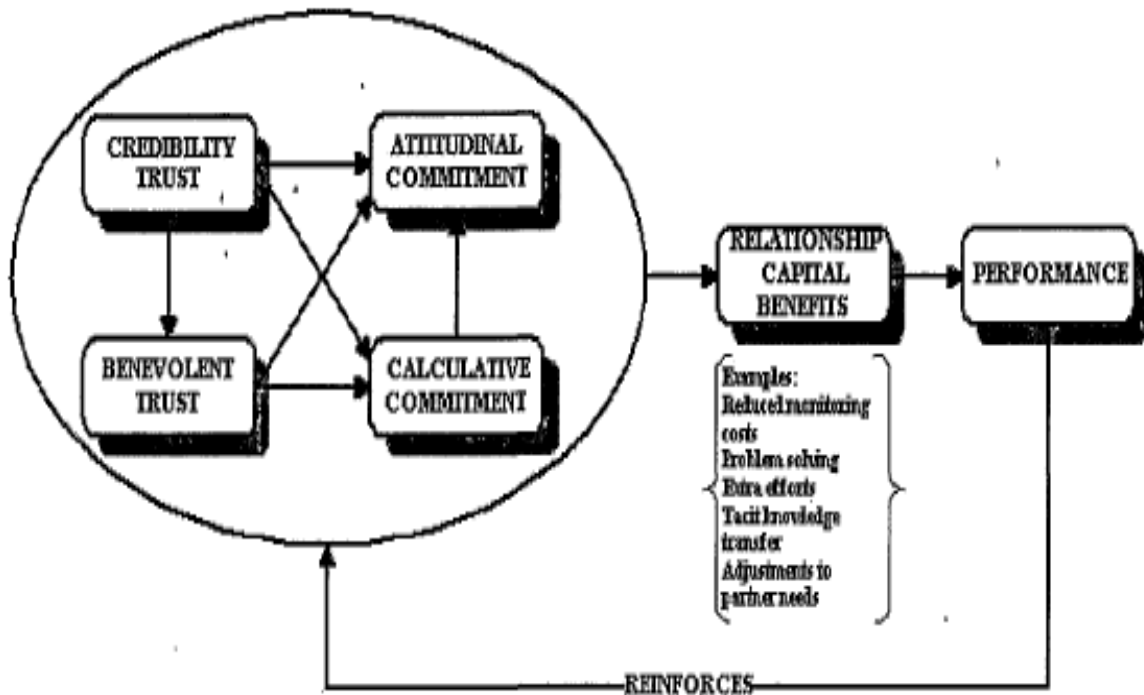 CREDIBILITY
TRUST
ATTITUDINAL
COMMITMENT
BENEVOLENT
TRUST
CALCULATIVE
COMMITMENT
RELATIONSHIP
CAPITAL
BENEFITS
PERFORMANCE
Examples:
Reduced monitoring
costs
Problem solving
Extra efforts
Tacit knowledge
transfer
Adjustments to
partner needs
REINFORCES